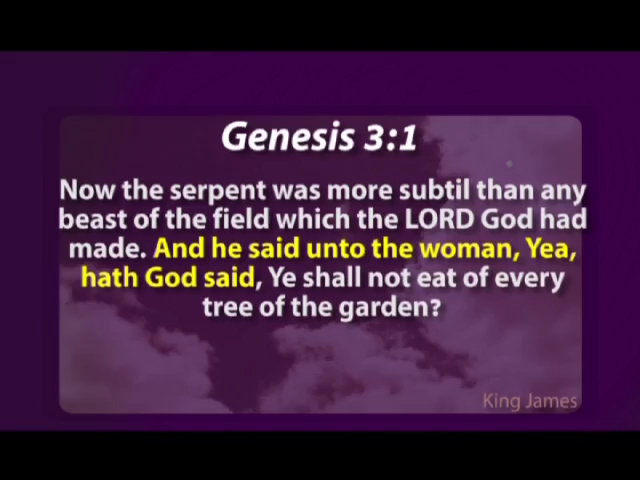 Genesis 3:1
Now the serpent was more subtil than any
beast of the field which the LORD God had
made. And he said unto the woman, Yea,
hath God said, Ye shall not eat of every
tree of the garden?
King James